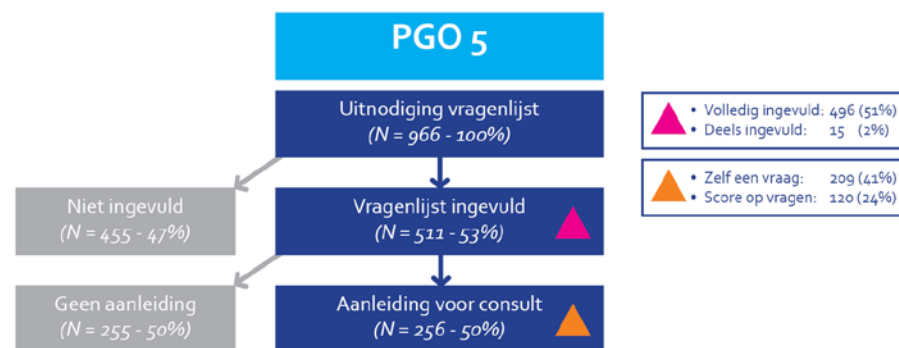 PGO 5
Uitnodiging vragenlijst
(N = 966 - 100%)
• Volledig ingevuld: 496 (51%)
• Deels ingevuld: 15 (2%)
• Zelf een vraag: 209 (41%)
• Score op vragen: 120 (24%)
Niet ingevuld
(N = 455 - 47%)
Vragenlijst ingevuld
(N = 511 - 53%)
Geen aanleiding
(N = 255 - 50%)
Aanleiding voor consult
(N = 256 - 50%)